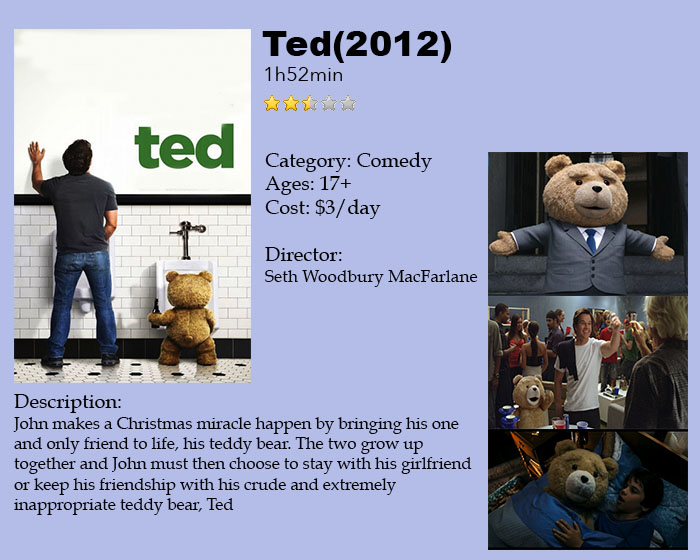 Ted(2012)
1h52min
ted
Category: Comedy
Ages: 17+
Cost: $3/day
Director:
Seth Woodbury MacFarlane
Description:
John makes a Christmas miracle happen by bringing his one
and only friend to life, his teddy bear. The two grow up
together and John must then choose to stay with his girlfriend
or keep his friendship with his crude and extremely
inappropriate teddy bear, Ted